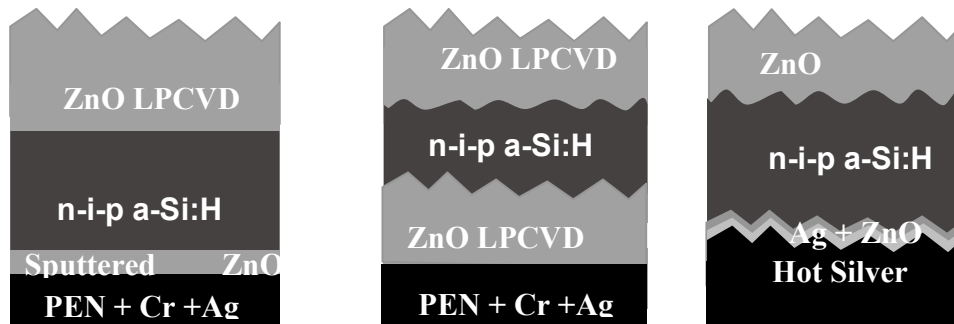 ZnO LPCVD
n-i-p a-Si:H
Sputtered ZnO
PEN + Cr +Ag
ZnO LPCVD
n-i-p a-Si:H
ZnO LPCVD
PEN + Cr +Ag
ZnO
n-i-p a-Si:H
Ag + ZnO
Hot Silver